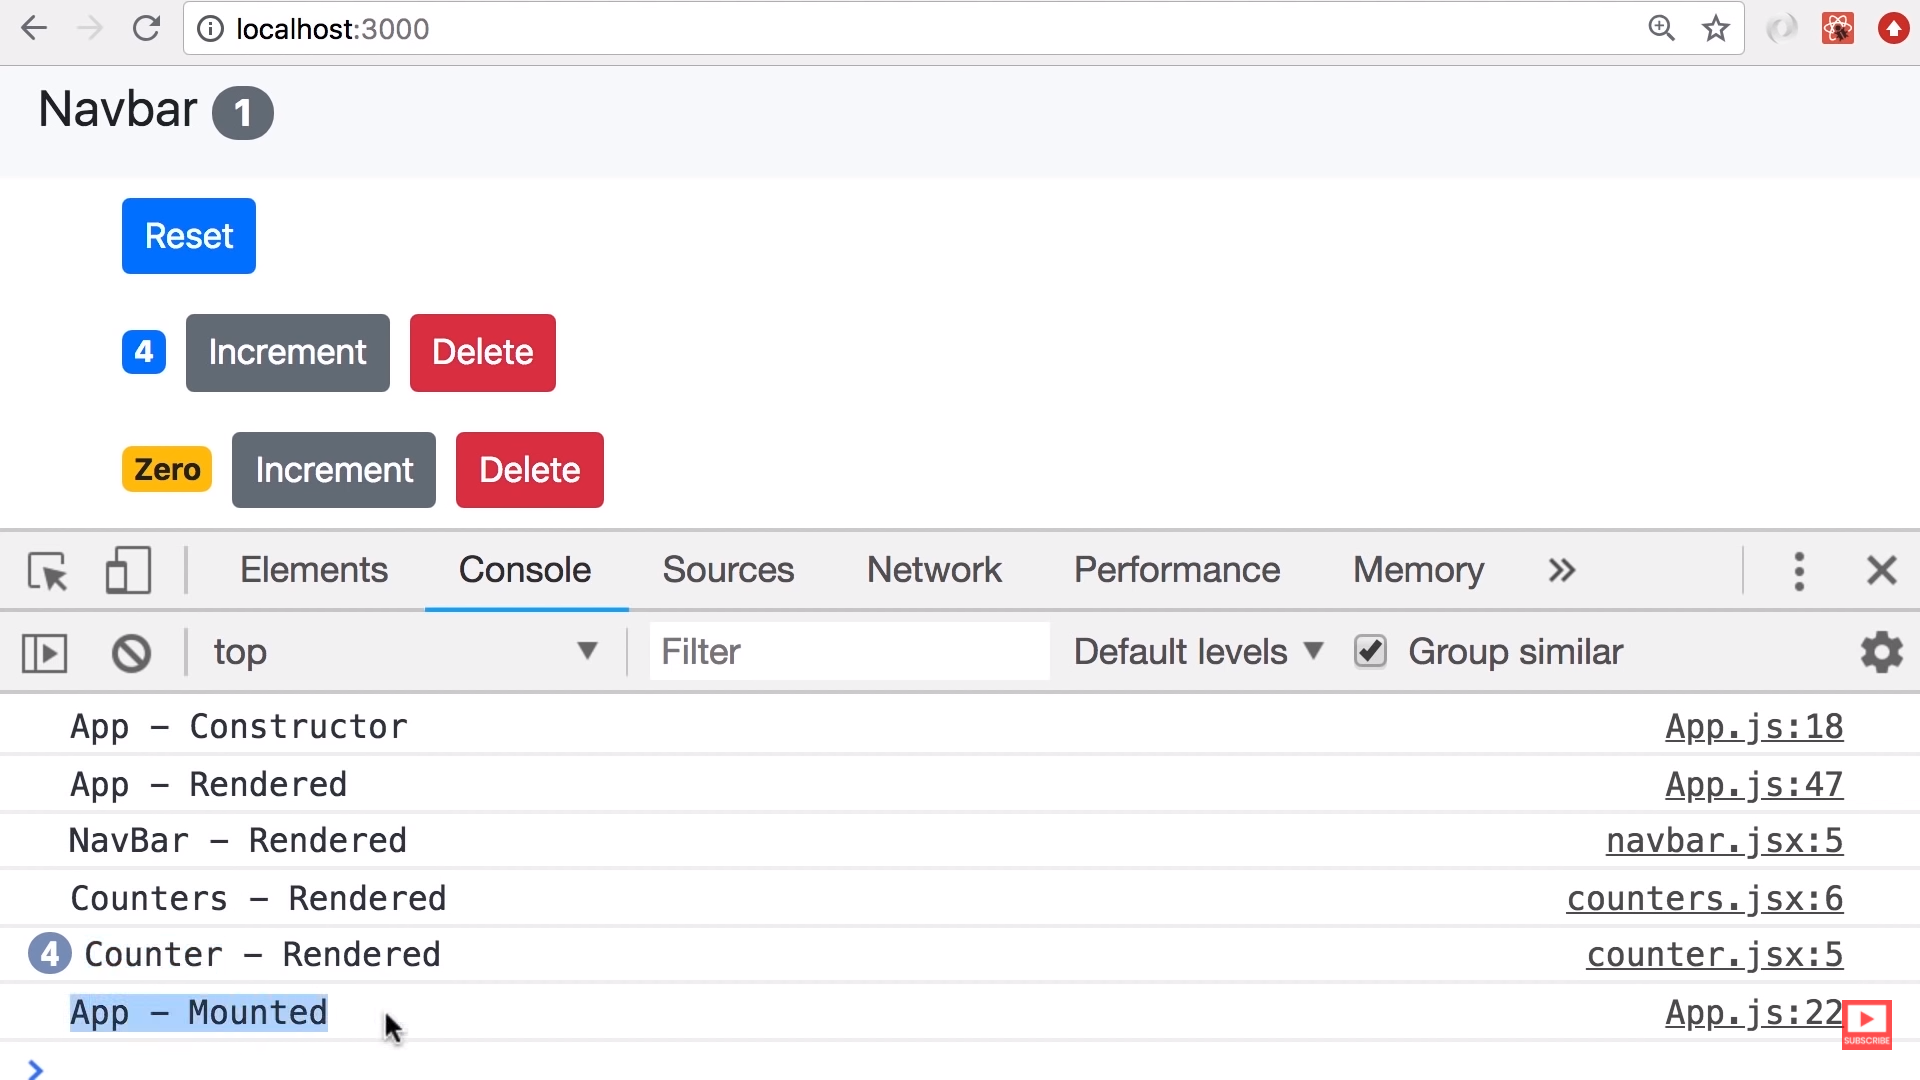 localhost:3000
Navbar 1
Reset
4 Increment Delete
Zero Increment Delete
Elements Console Sources Network Performance Memory
top Filter Default levels Group similar
App – Constructor App.js:18
App – Rendered App.js:47
NavBar – Rendered navbar.jsx:5
Counters – Rendered counters.jsx:6
4 Counter – Rendered counter.jsx:5
App – Mounted App.js:22
SUBSCRIBE